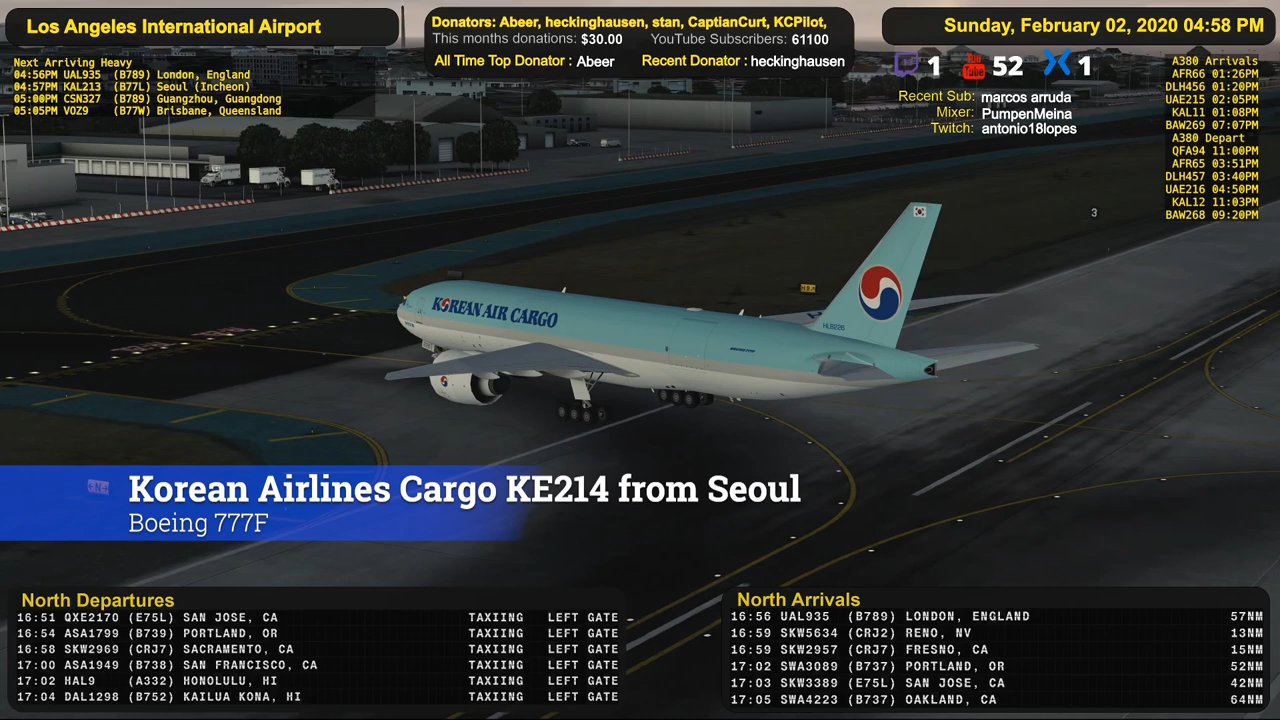 Los Angeles International Airport
Next Arriving Heavy
04:56PM UAL935 (B789) London, England
04:57PM KAL213 (B77L) Seoul (Incheon)
05:00PM CSN327 (B789) Guangzhou, Guangdong
05:05PM VOZ9 (B77W) Brisbane, Queensland
Donators: Abeer, heckinghausen, stan, CaptianCurt, KCPilot,
This months donations: $30.00 YouTube Subscribers: 61100
All Time Top Donator : Abeer Recent Donator : heckinghausen
Sunday, February 02, 2020 04:58 PM
1 You Tube 52 1
Recent Sub: marcos arruda
Mixer: PumpenMeina
Twitch: antonio18lopes
A380 Arrivals
AFR66 01:26PM
DLH456 01:20PM
UAE215 02:05PM
KAL11 01:08PM
BAW269 07:07PM
A380 Depart
QFA94 11:00PM
AFR65 03:51PM
DLH457 03:40PM
UAE216 04:50PM
KAL12 11:03PM
BAW268 09:20PM
3
KOREAN AIR CARGO
HL8226
Korean Airlines Cargo KE214 from Seoul
Boeing 777F
North Departures
16:51 QXE2170 (E75L) SAN JOSE, CA TAXIING LEFT GATE
16:54 ASA1799 (B739) PORTLAND, OR TAXIING LEFT GATE
16:58 SKW2969 (CRJ7) SACRAMENTO, CA TAXIING LEFT GATE
17:00 ASA1949 (B738) SAN FRANCISCO, CA TAXIING LEFT GATE
17:02 HAL9 (A332) HONOLULU, HI TAXIING LEFT GATE
17:04 DAL1298 (B752) KAILUA KONA, HI TAXIING LEFT GATE
North Arrivals
16:56 UAL935 (B789) LONDON, ENGLAND 57NM
16:59 SKW5634 (CRJ2) RENO, NV 13NM
16:59 SKW2957 (CRJ7) FRESNO, CA 15NM
17:02 SWA3089 (B737) PORTLAND, OR 52NM
17:03 SKW3389 (E75L) SAN JOSE, CA 42NM
17:05 SWA4223 (B737) OAKLAND, CA 64NM